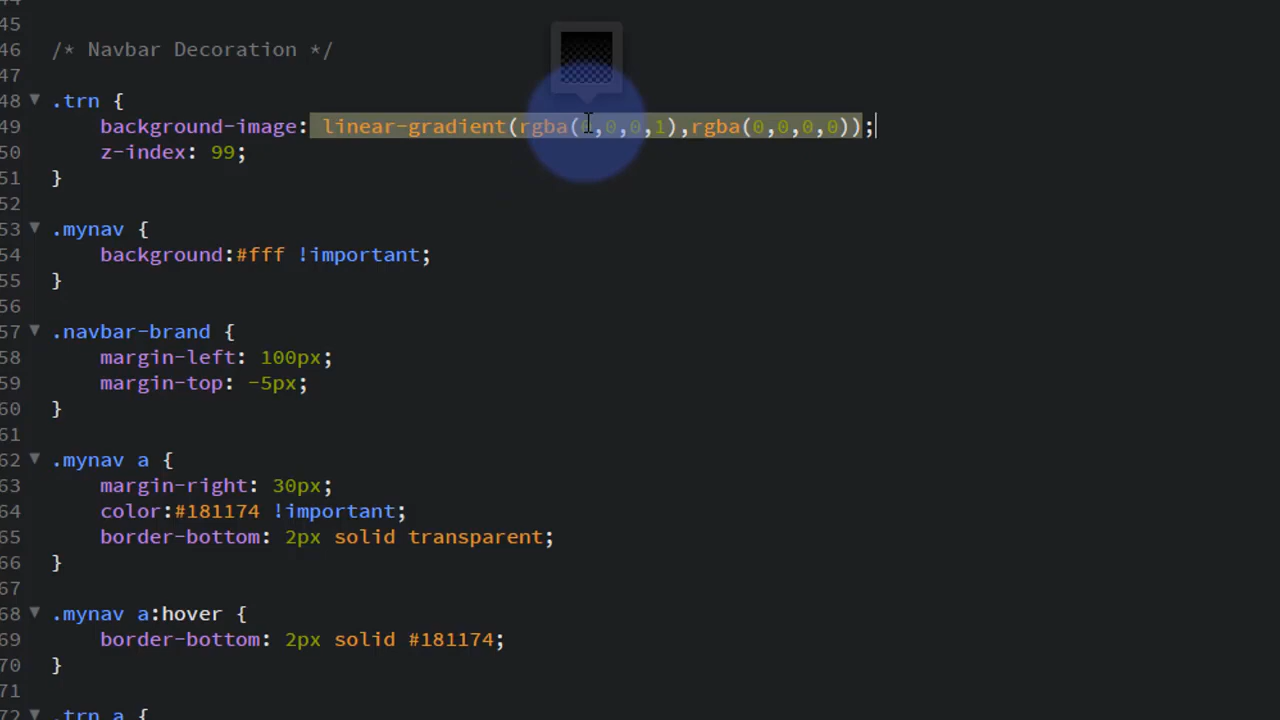 44
45
46 /* Navbar Decoration */
47
48 .trn {
49 background-image: linear-gradient(rgba(0,0,0,1),rgba(0,0,0,0));
50 z-index: 99;
51 }
52
53 .mynav {
54 background:#fff !important;
55 }
56
57 .navbar-brand {
58 margin-left: 100px;
59 margin-top: -5px;
60 }
61
62 .mynav a {
63 margin-right: 30px;
64 color:#181174 !important;
65 border-bottom: 2px solid transparent;
66 }
67
68 .mynav a:hover {
69 border-bottom: 2px solid #181174;
70 }
71
72 .trn a {